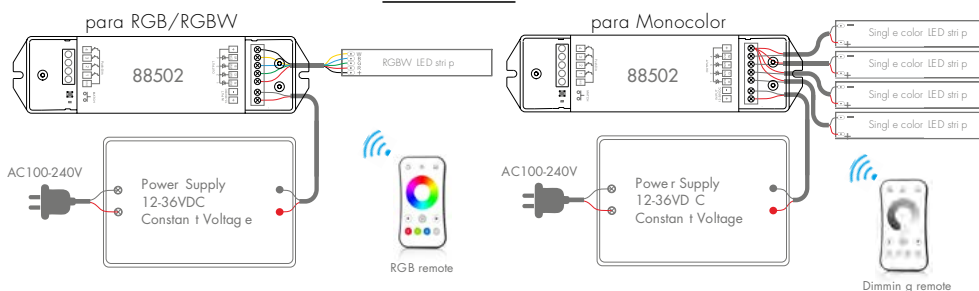 para RGB/RGBW
88502
RGBW LED stri p
AC100-240V
Power Supply
12-36VDC
Constan t Voltag e
RGB remote
para Monocolor
88502
Singl e color LED stri p
Singl e color LED stri p
Singl e color LED stri p
Singl e color LED stri p
AC100-240V
Powe r Supply
12-36VD C
Constan t Voltage
Dimmin g remote